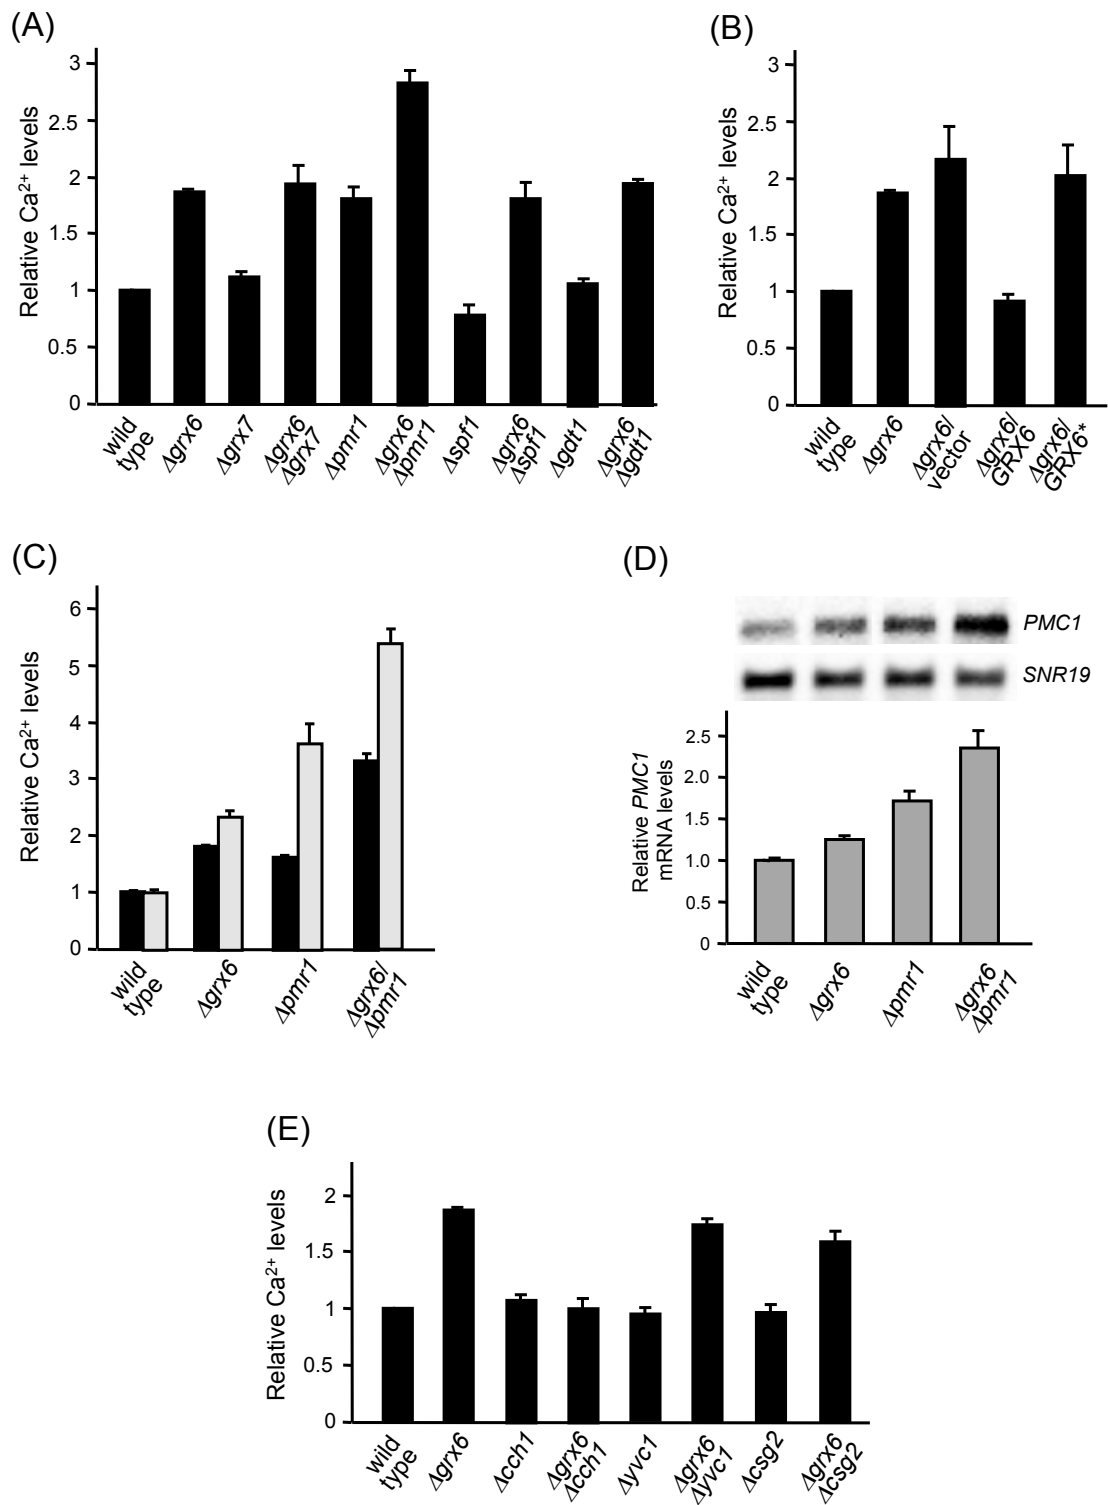 (A)
Relative Ca²⁺ levels
3
2.5
2
1.5
1
0.5
0
wild
type
Δgrx6
Δgrx7
Δgrx6
Δgrx7
Δpmr1
Δgrx6
Δpmr1
Δspf1
Δgrx6
Δspf1
Δgdt1
Δgrx6
Δgdt1
(B)
Relative Ca²⁺ levels
3
2.5
2
1.5
1
0.5
0
wild
type
Δgrx6
Δgrx6/
vector
Δgrx6/
GRX6
Δgrx6/
GRX6*
(C)
Relative Ca²⁺ levels
6
5
4
3
2
1
0
wild
type
Δgrx6
Δpmr1
Δgrx6/
Δpmr1
(D)
PMC1
SNR19
Relative PMC1
mRNA levels
2.5
2.0
1.5
1.0
0.5
0
wild
type
Δgrx6
Δpmr1
Δgrx6
Δpmr1
(E)
Relative Ca²⁺ levels
2
1.5
1
0.5
0
wild
type
Δgrx6
Δcch1
Δgrx6
Δcch1
Δyvc1
Δgrx6
Δyvc1
Δcsg2
Δgrx6
Δcsg2